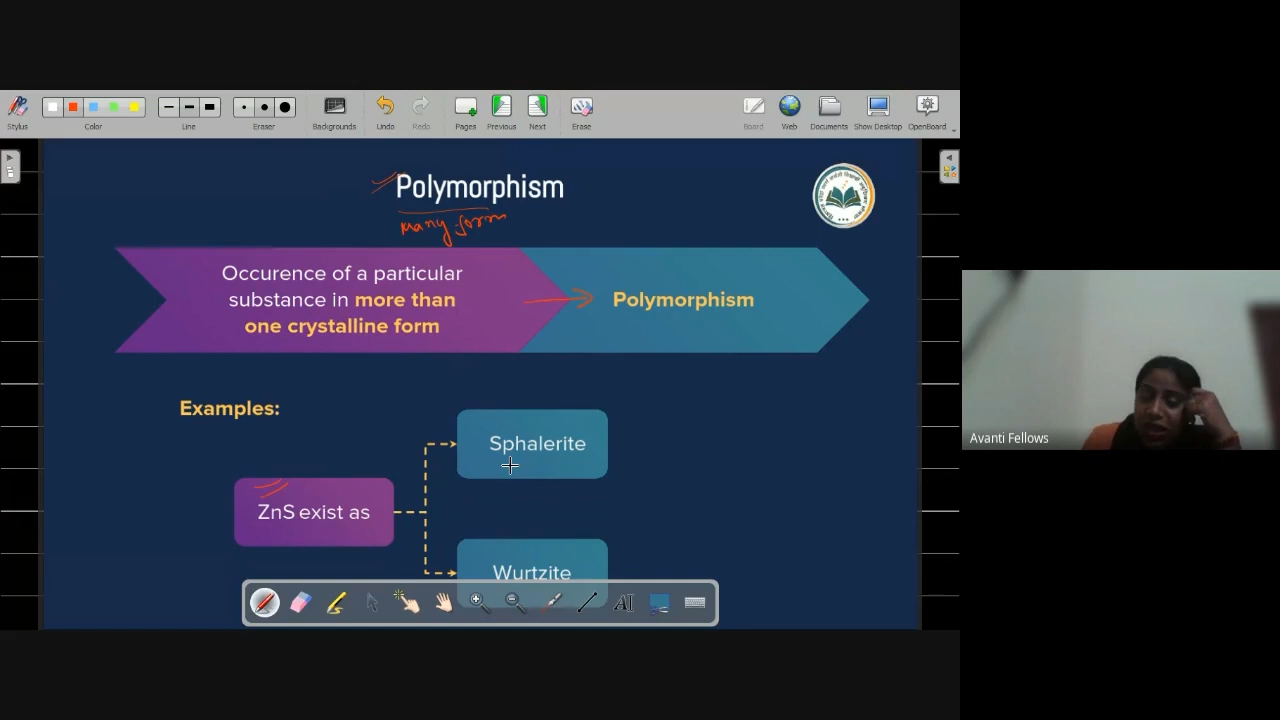 Stylus
Color
Line
Eraser
Backgrounds
Undo
Redo
Pages
Previous
Next
Erase
Board
Web
Documents
Show Desktop
OpenBoard
Polymorphism
many form
Occurence of a particular
substance in more than
one crystalline form
Polymorphism
Examples:
Sphalerite
ZnS exist as
Wurtzite
AI
Avanti Fellows